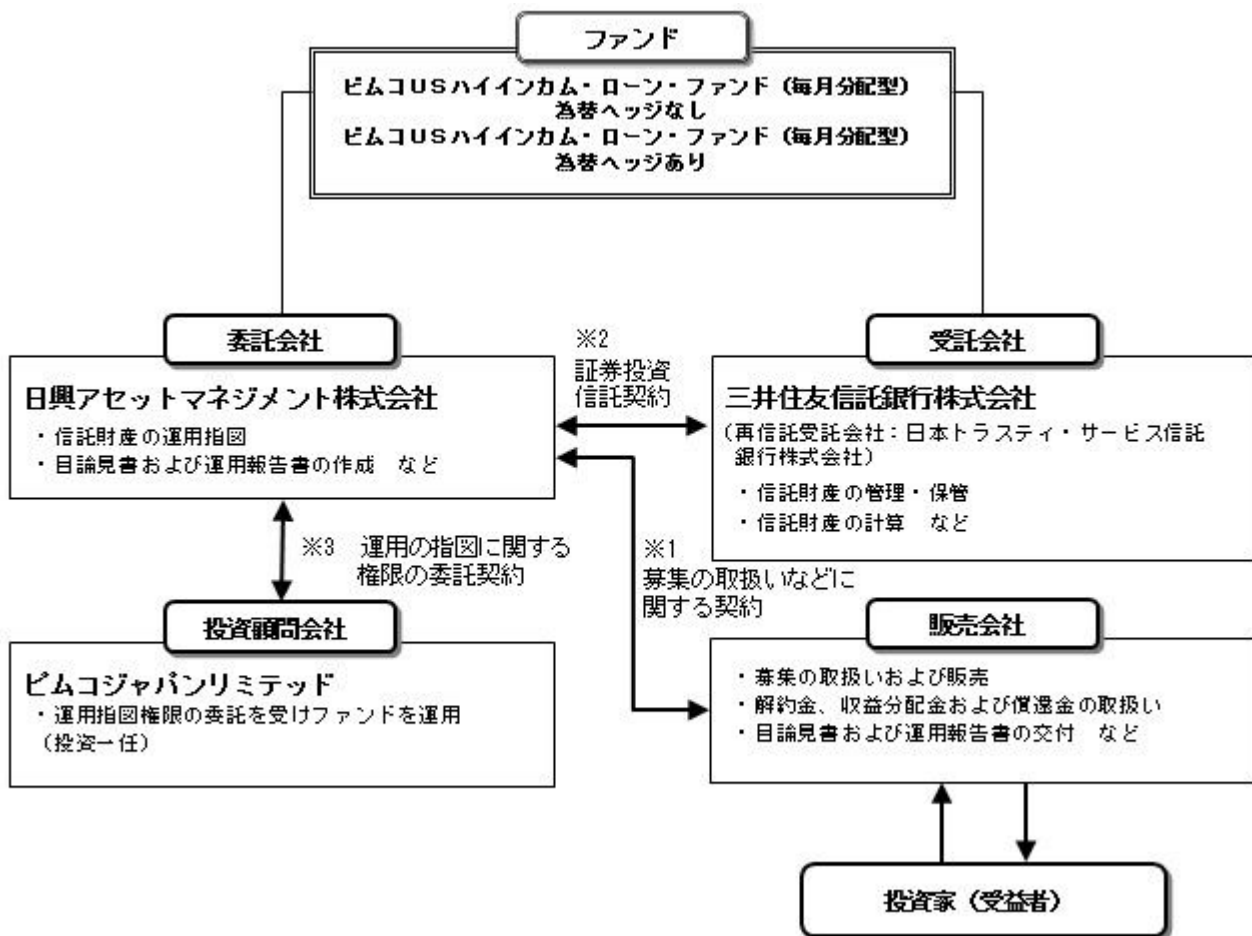 ファンド
ピムコUSハイインカム・ローン・ファンド（毎月分配型）
為替ヘッジなし
ピムコUSハイインカム・ローン・ファンド（毎月分配型）
為替ヘッジあり
委託会社
日興アセットマネジメント株式会社
・信託財産の運用指図
・目論見書および運用報告書の作成　など
※2
証券投資
信託契約
受託会社
三井住友信託銀行株式会社
（再信託受託会社：日本トラスティ・サービス信託
銀行株式会社）
・信託財産の管理・保管
・信託財産の計算　など
※3　運用の指図に関する
権限の委託契約
※1
募集の取扱いなどに
関する契約
投資顧問会社
ピムコジャパンリミテッド
・運用指図権限の委託を受けファンドを運用
（投資一任）
販売会社
・募集の取扱いおよび販売
・解約金、収益分配金および償還金の取扱い
・目論見書および運用報告書の交付　など
投資家（受益者）